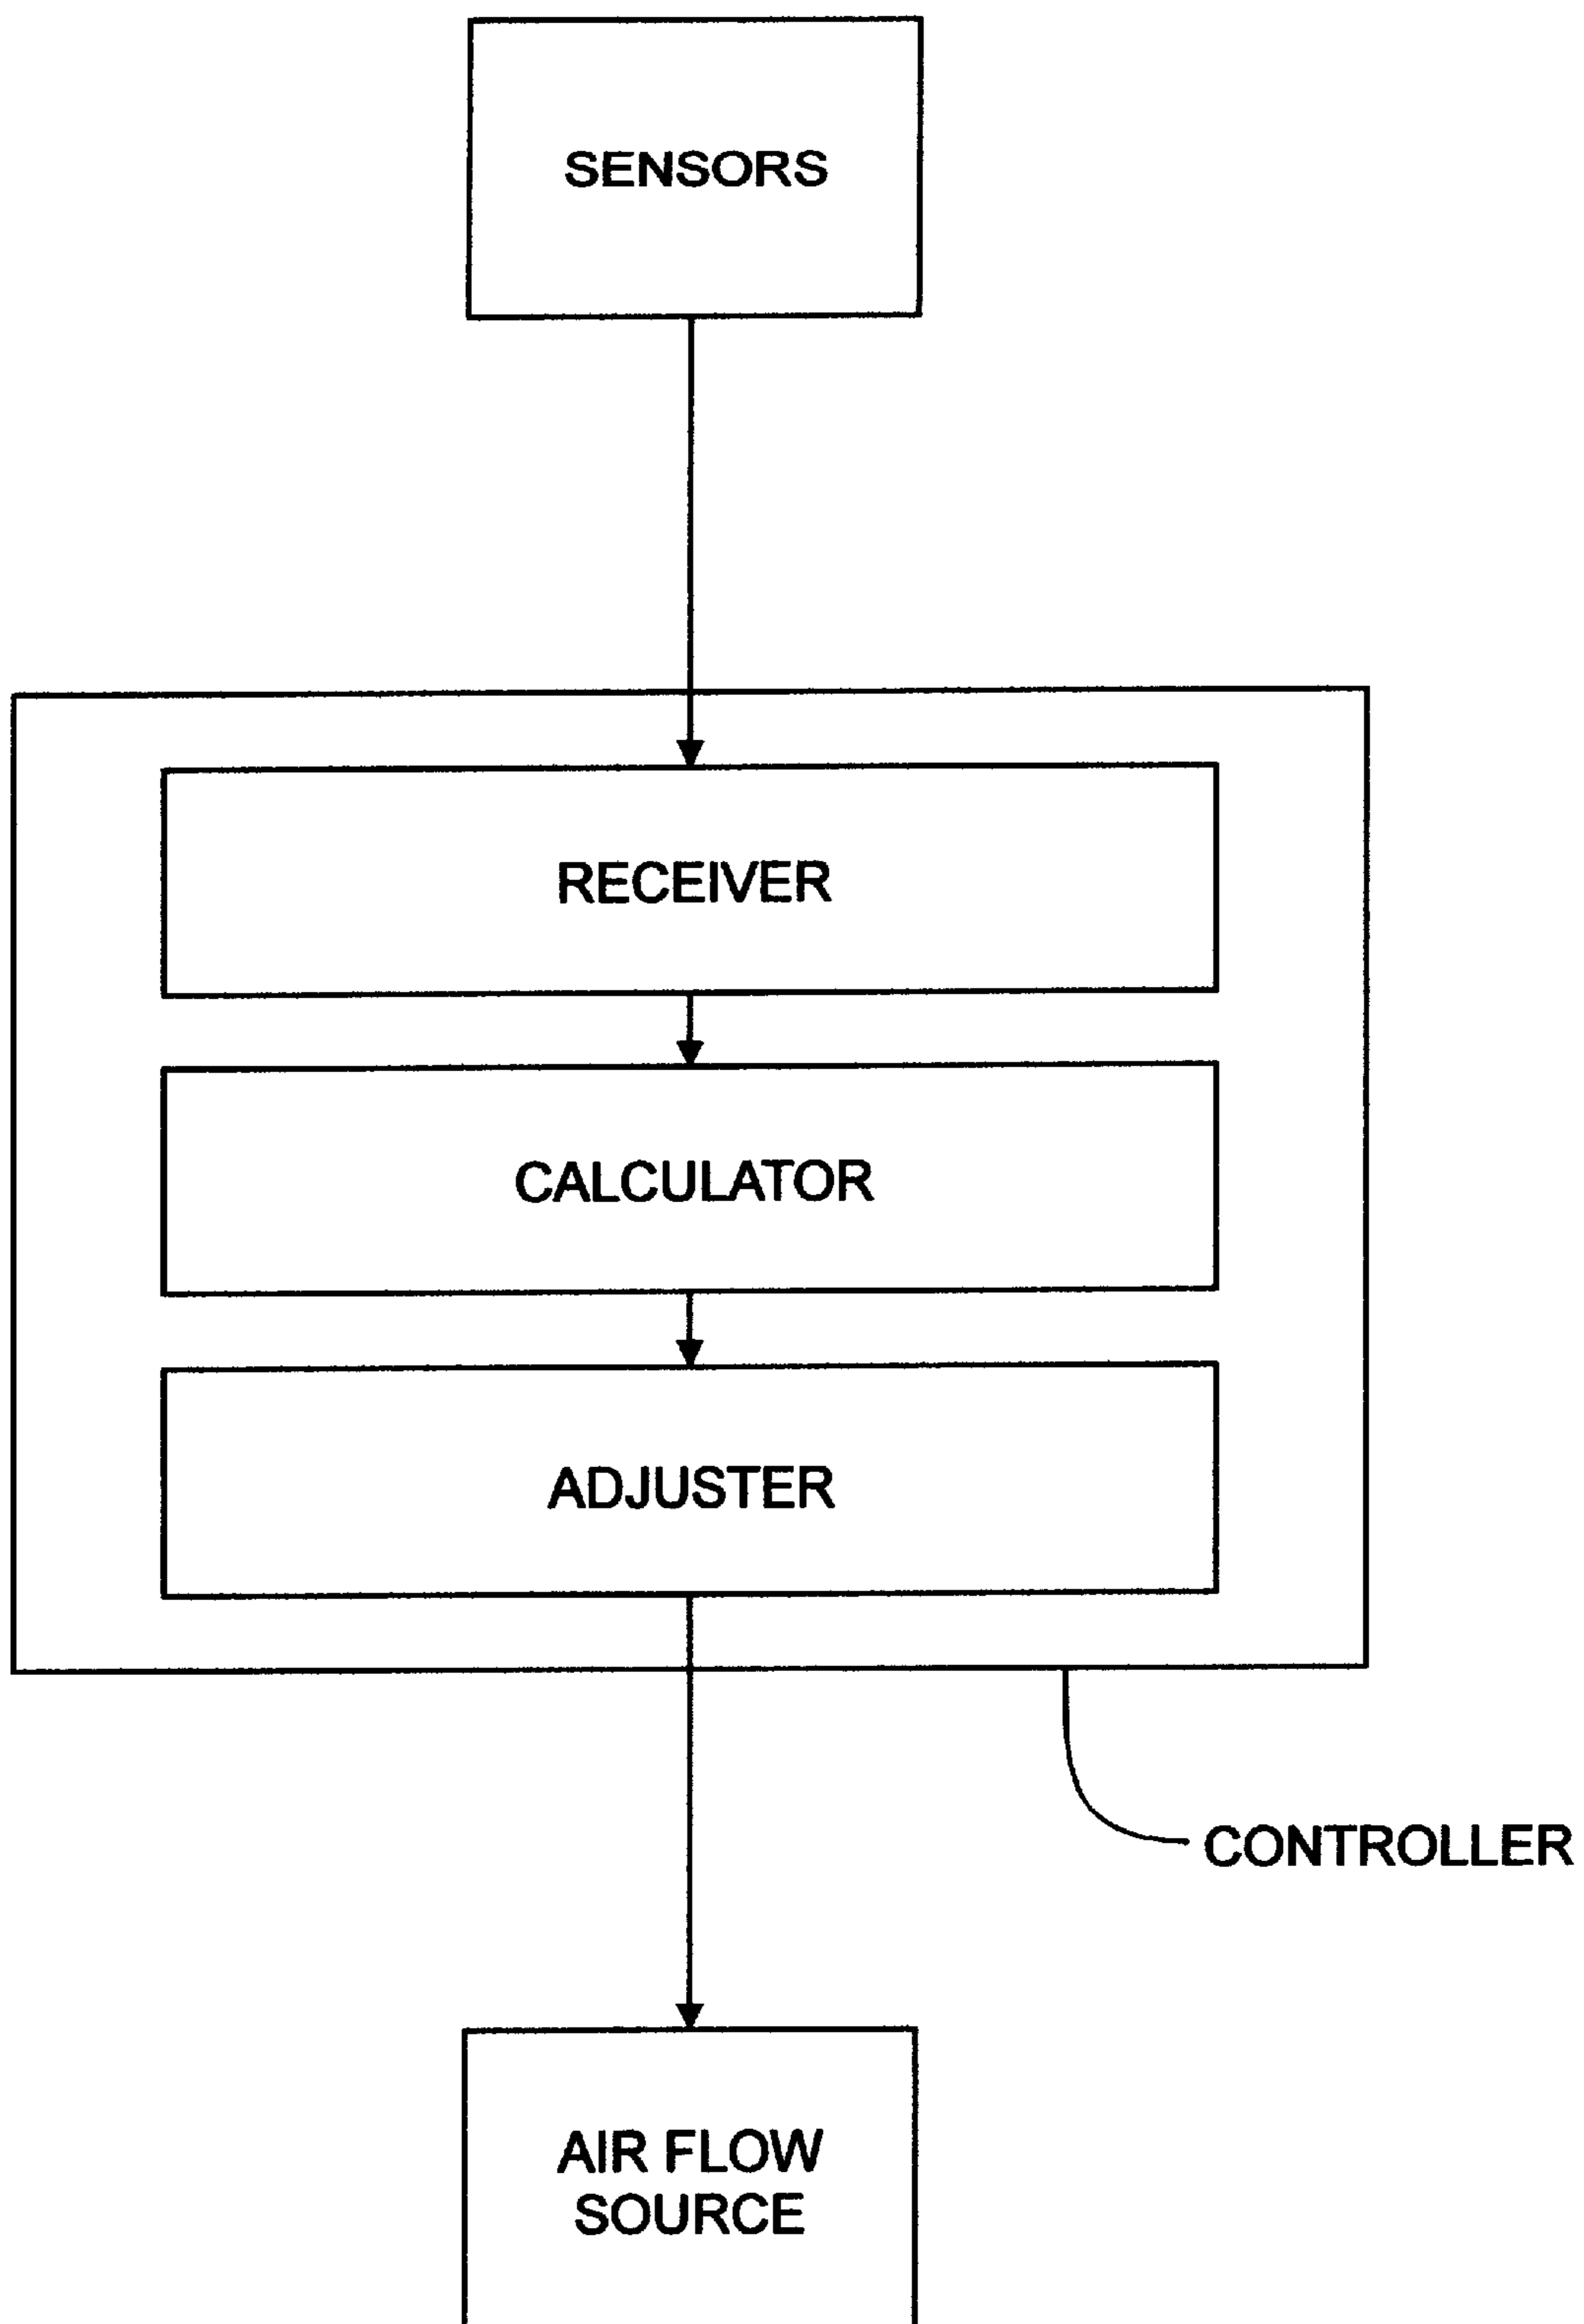 SENSORS
RECEIVER
CALCULATOR
ADJUSTER
CONTROLLER
AIR FLOW
SOURCE